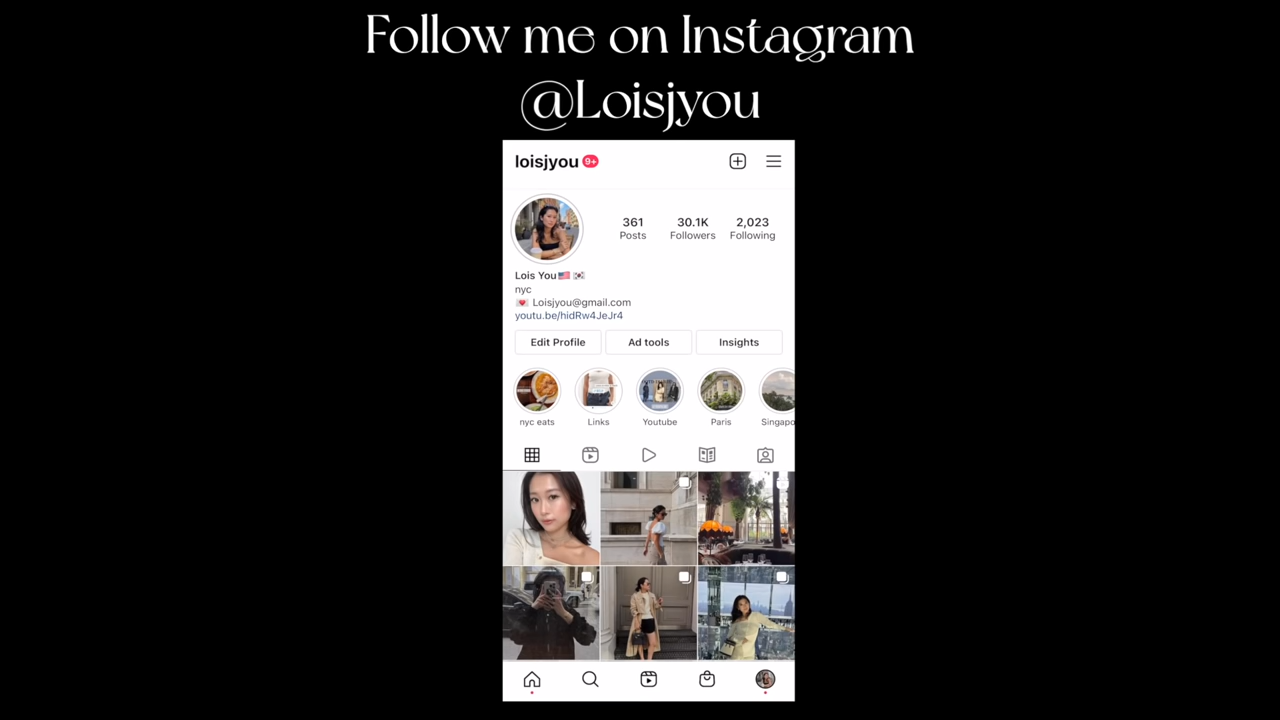 Follow me on Instagram
@Loisjyou
loisjyou 9+
361 30.1K 2,023
Posts Followers Following
Lois You
nyc
Loisjyou@gmail.com
youtu.be/hidRw4JeJr4
Edit Profile Ad tools Insights
nyc eats Links Youtube Paris Singapo